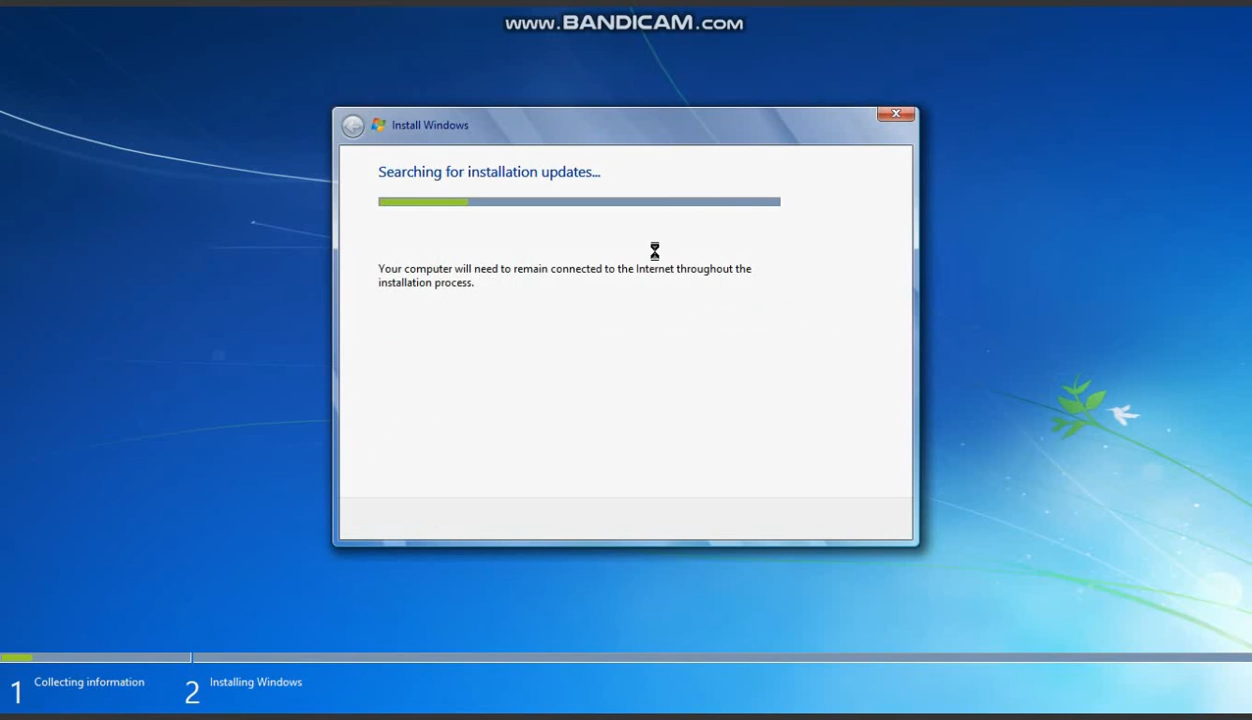 www.BANDICAM.com
Install Windows
Searching for installation updates...
Your computer will need to remain connected to the Internet throughout the
installation process.
1 Collecting information
2 Installing Windows